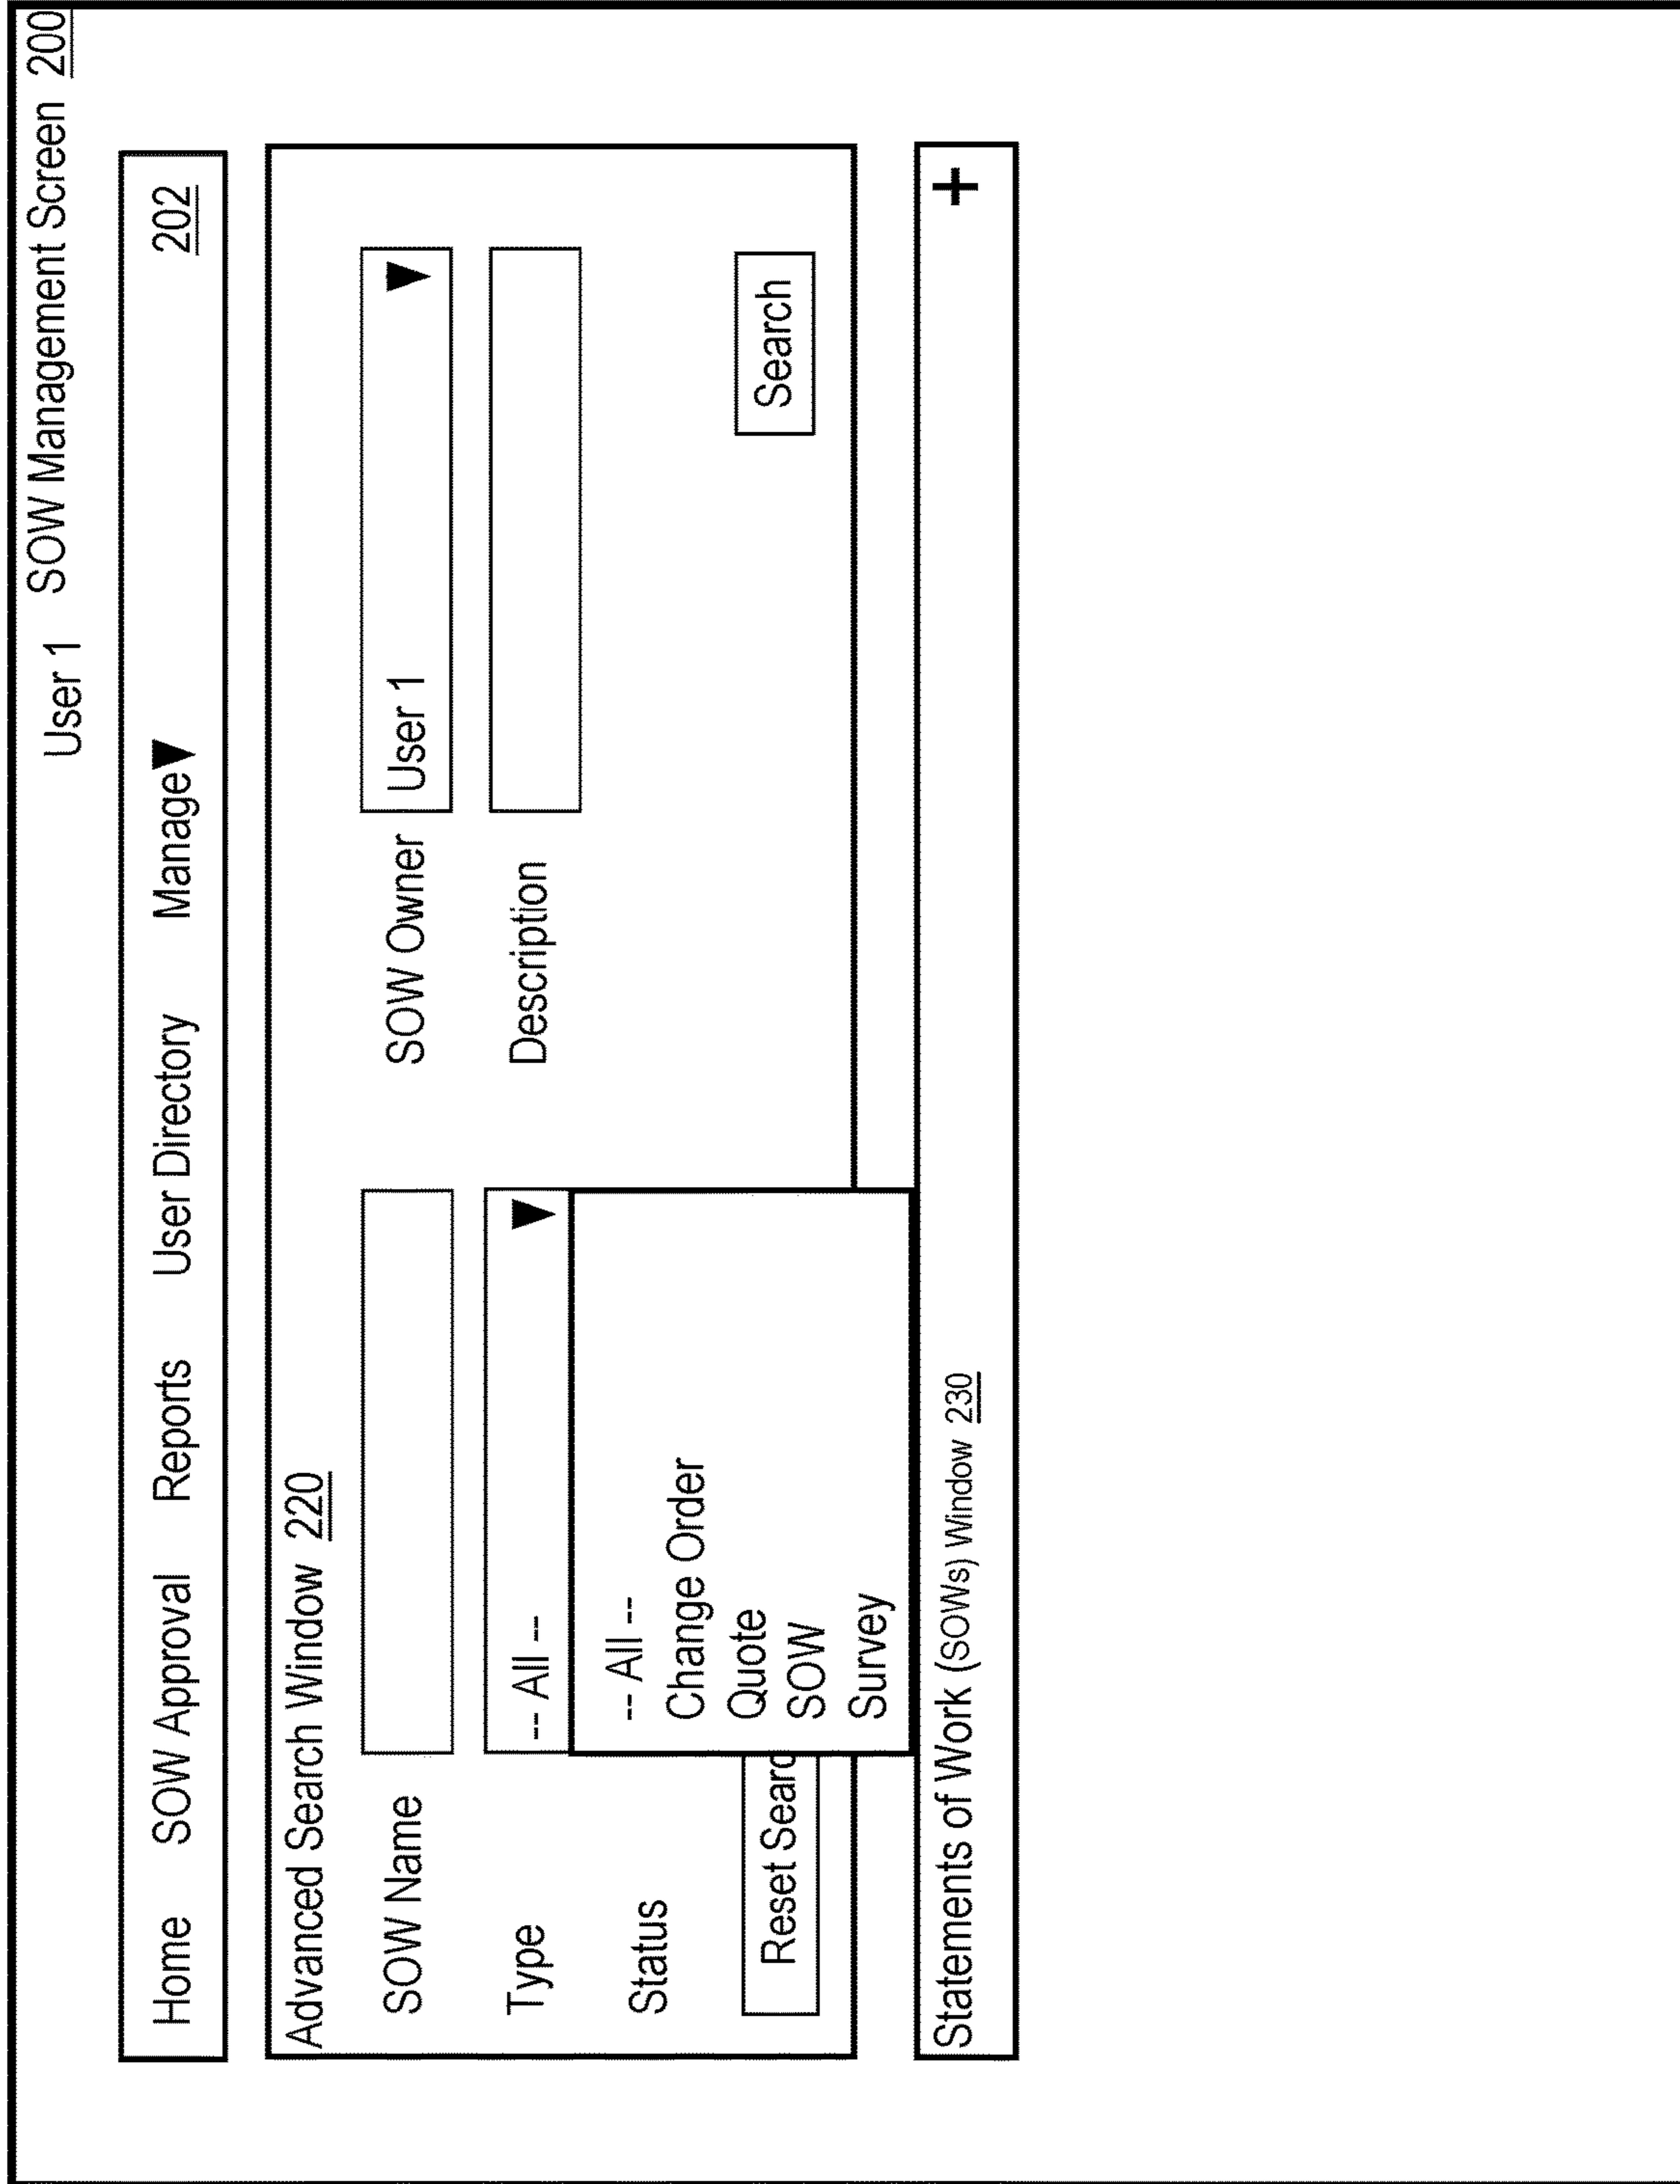 User 1 SOW Management Screen 200
Home SOW Approval Reports User Directory Manage 202
Advanced Search Window 220
SOW Name SOW Owner User 1
Type -- All -- Description
-- All --
Status Change Order
Quote
Reset Searc SOW Search
Survey
Statements of Work (SOWs) Window 230 +